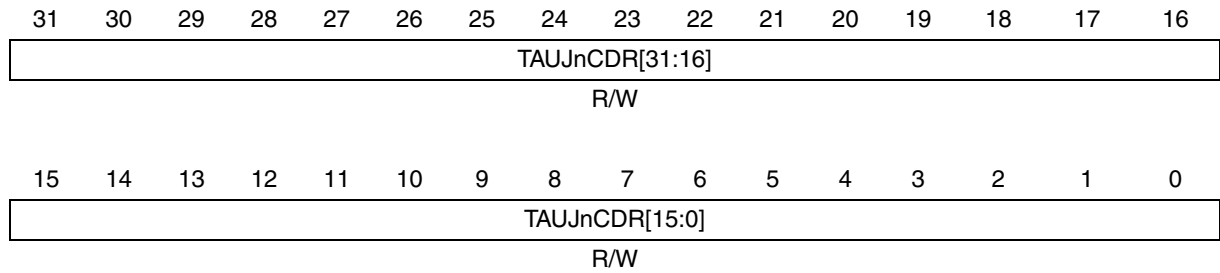 31 30 29 28 27 26 25 24 23 22 21 20 19 18 17 16
TAUJnCDR[31:16]
R/W
15 14 13 12 11 10 9 8 7 6 5 4 3 2 1 0
TAUJnCDR[15:0]
R/W